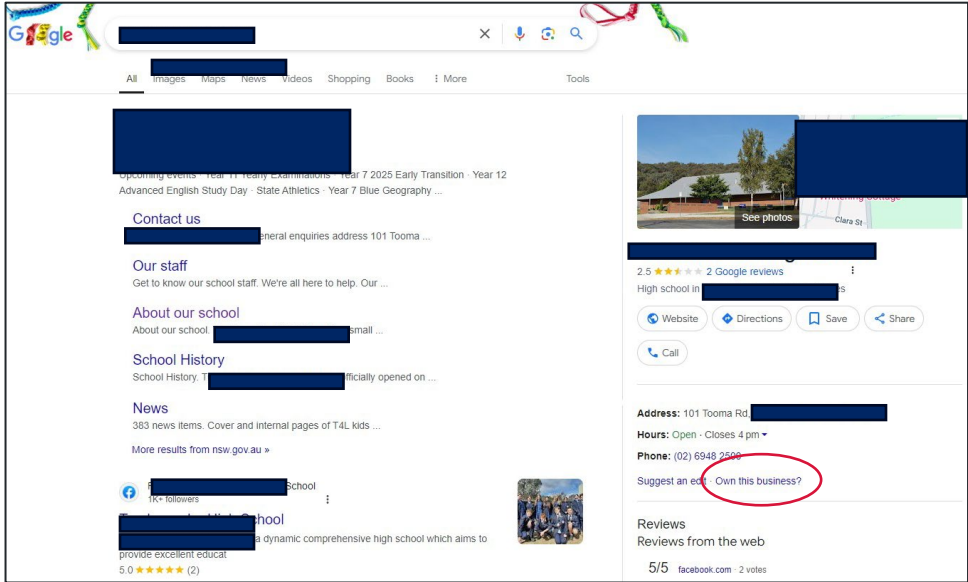 Google
All Images Maps News Videos Shopping Books More Tools
Upcoming events · Year 11 Yearly Examinations · Year 7 2025 Early Transition · Year 12
Advanced English Study Day · State Athletics · Year 7 Blue Geography ...
Contact us
eneral enquiries address 101 Tooma ...
Our staff
Get to know our school staff. We're all here to help. Our ...
About our school
About our school. small ...
School History
School History. T fficially opened on ...
News
383 news items. Cover and internal pages of T4L kids ...
More results from nsw.gov.au »
School
1K+ followers
School
a dynamic comprehensive high school which aims to
provide excellent educat
5.0 ★★★★★ (2)
See photos
Whitening Cottage
Clara St
2.5 2 Google reviews
High school in es
Website Directions Save Share
Call
Address: 101 Tooma Rd,
Hours: Open · Closes 4 pm
Phone: (02) 6948
Suggest an edit · Own this business?
Reviews
Reviews from the web
5/5 facebook.com · 2 votes